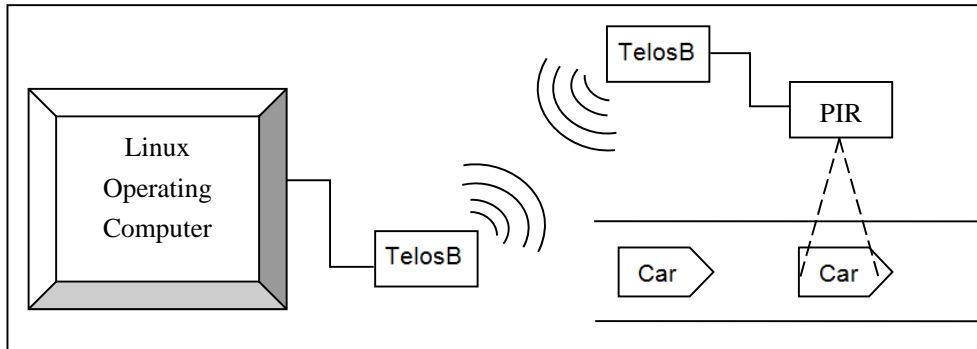 Linux
Operating
Computer
TelosB
TelosB
PIR
Car
Car